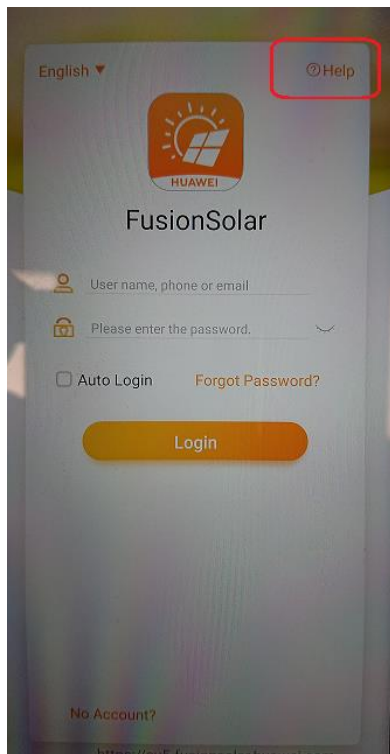 English ▼
?Help
HUAWEI
FusionSolar
User name, phone or email
Please enter the password.
Auto Login
Forgot Password?
Login
No Account?